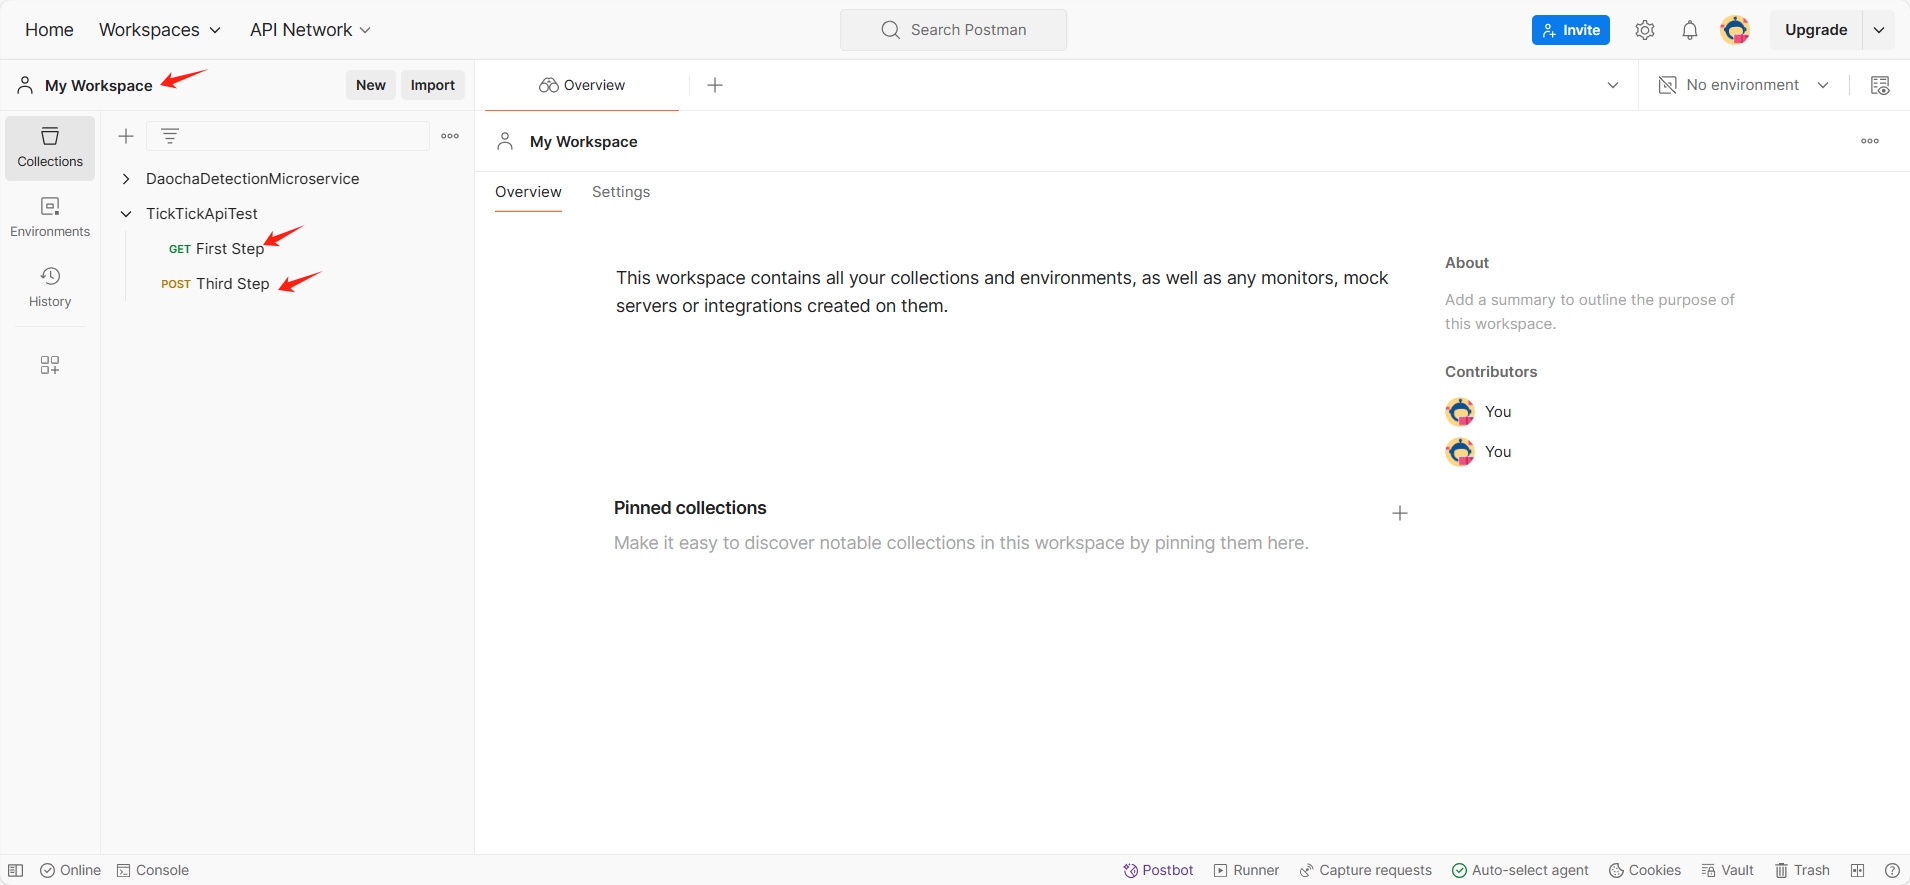 Home Workspaces API Network Search Postman Invite Upgrade
My Workspace New Import Overview No environment
Collections
Environments
History
DaochaDetectionMicroservice
TickTickApiTest
GET First Step
POST Third Step
My Workspace
Overview Settings
This workspace contains all your collections and environments, as well as any monitors, mock
servers or integrations created on them.
Pinned collections
Make it easy to discover notable collections in this workspace by pinning them here.
About
Add a summary to outline the purpose of
this workspace.
Contributors
You
You
Online Console Postbot Runner Capture requests Auto-select agent Cookies Vault Trash